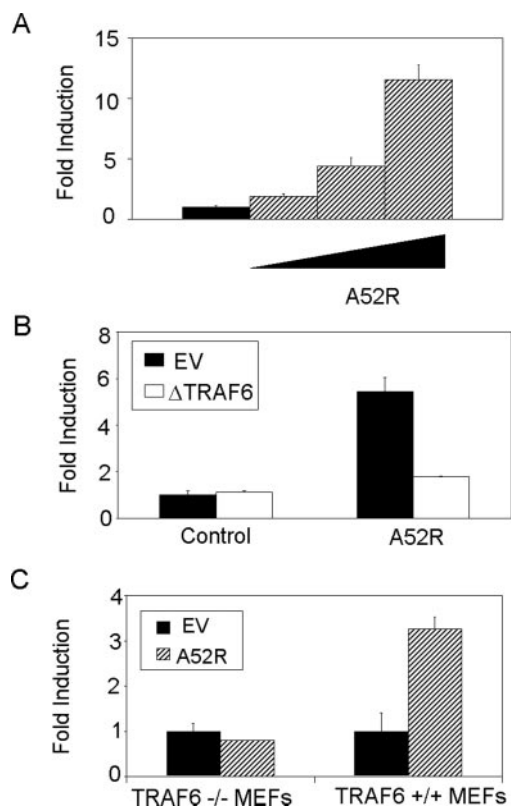 A
Fold Induction
15
10
5
0
A52R
B
Fold Induction
8
6
4
2
0
EV
ΔTRAF6
Control
A52R
C
Fold Induction
4
3
2
1
0
EV
A52R
TRAF6 -/- MEFs
TRAF6 +/+ MEFs